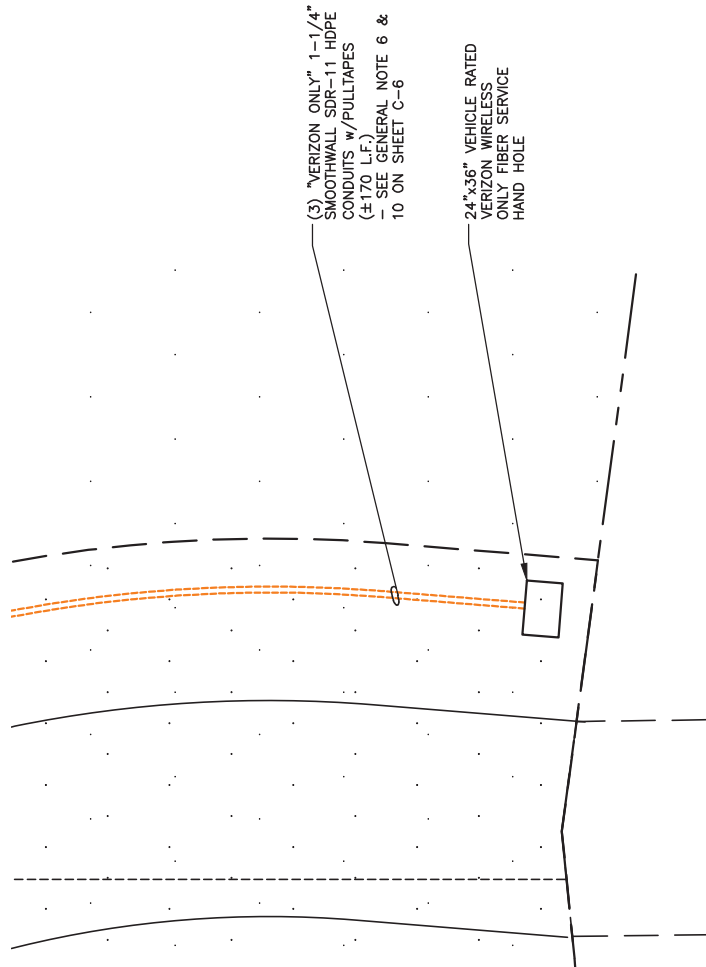 (3) "VERIZON ONLY" 1-1/4"
SMOOTHWALL SDR-11 HDPE
CONDUITS w/PULLTAPES
(±170 L.F.)
- SEE GENERAL NOTE 6 &
10 ON SHEET C-6
24"x36" VEHICLE RATED
VERIZON WIRELESS
ONLY FIBER SERVICE
HAND HOLE